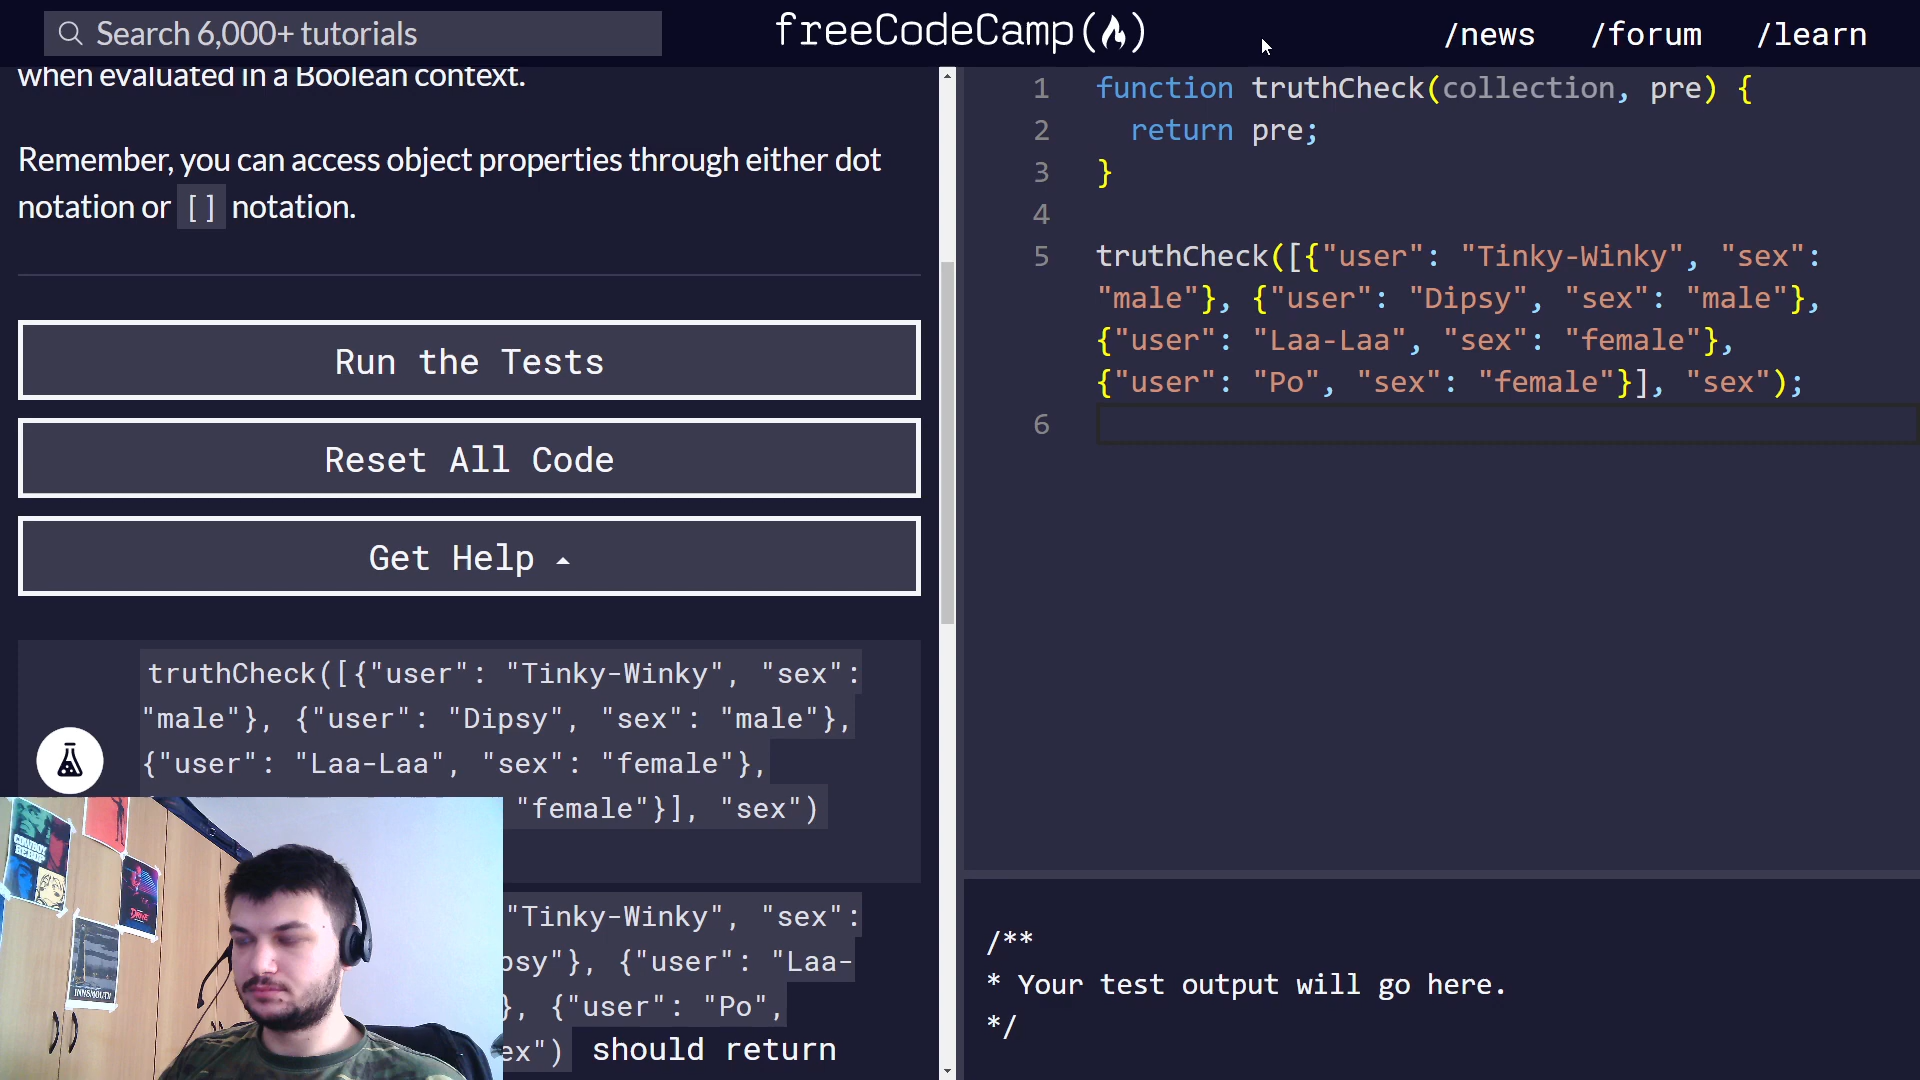 Search 6,000+ tutorials
freeCodeCamp
/news
/forum
/learn
when evaluated in a Boolean context.
Remember, you can access object properties through either dot
notation or [] notation.
Run the Tests
Reset All Code
Get Help
truthCheck([{"user": "Tinky-Winky", "sex":
"male"}, {"user": "Dipsy", "sex": "male"},
{"user": "Laa-Laa", "sex": "female"},
"female"}], "sex")
"Tinky-Winky", "sex":
psy"}, {"user": "Laa-
}, {"user": "Po",
ex") should return
1 function truthCheck(collection, pre) {
2 return pre;
3 }
4
5 truthCheck([{"user": "Tinky-Winky", "sex":
"male"}, {"user": "Dipsy", "sex": "male"},
{"user": "Laa-Laa", "sex": "female"},
{"user": "Po", "sex": "female"}], "sex");
6
/**
* Your test output will go here.
*/
COWBOY
BEBOP
DRIVE
INNSMOUTH